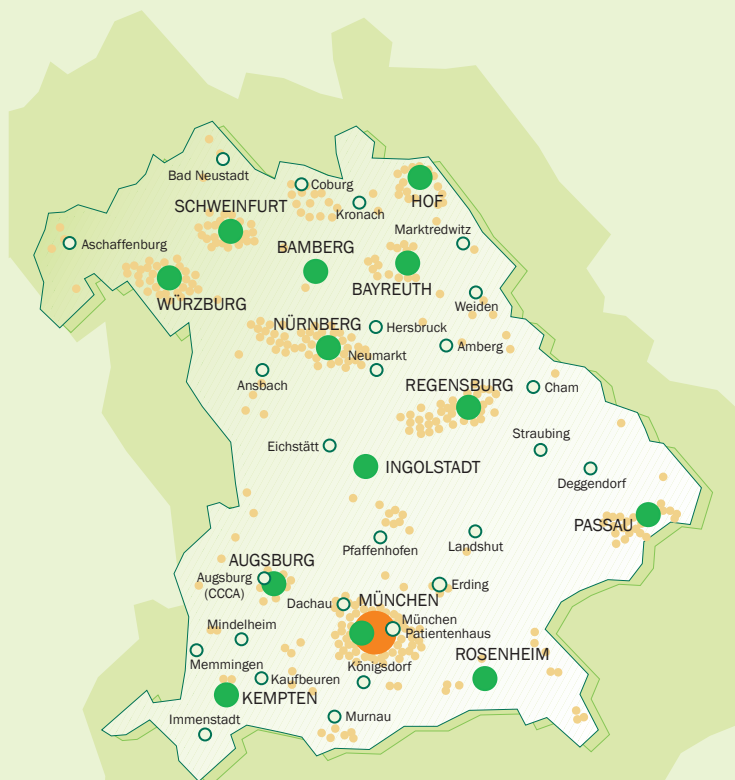 Bad Neustadt
Coburg
SCHWEINFURT
Kronach
HOF
Aschaffenburg
BAMBERG
Marktredwitz
WÜRZBURG
BAYREUTH
Weiden
NÜRNBERG
Hersbruck
Neumarkt
Amberg
Ansbach
REGENSBURG
Cham
Eichstätt
Straubing
INGOLSTADT
Deggendorf
PASSAU
Pfaffenhofen
Landshut
AUGSBURG
Augsburg
(CCCA)
Erding
Dachau
MÜNCHEN
München
Patientenhaus
Mindelheim
Memmingen
Königsdorf
ROSENHEIM
Kaufbeuren
KEMPTEN
Immenstadt
Murnau